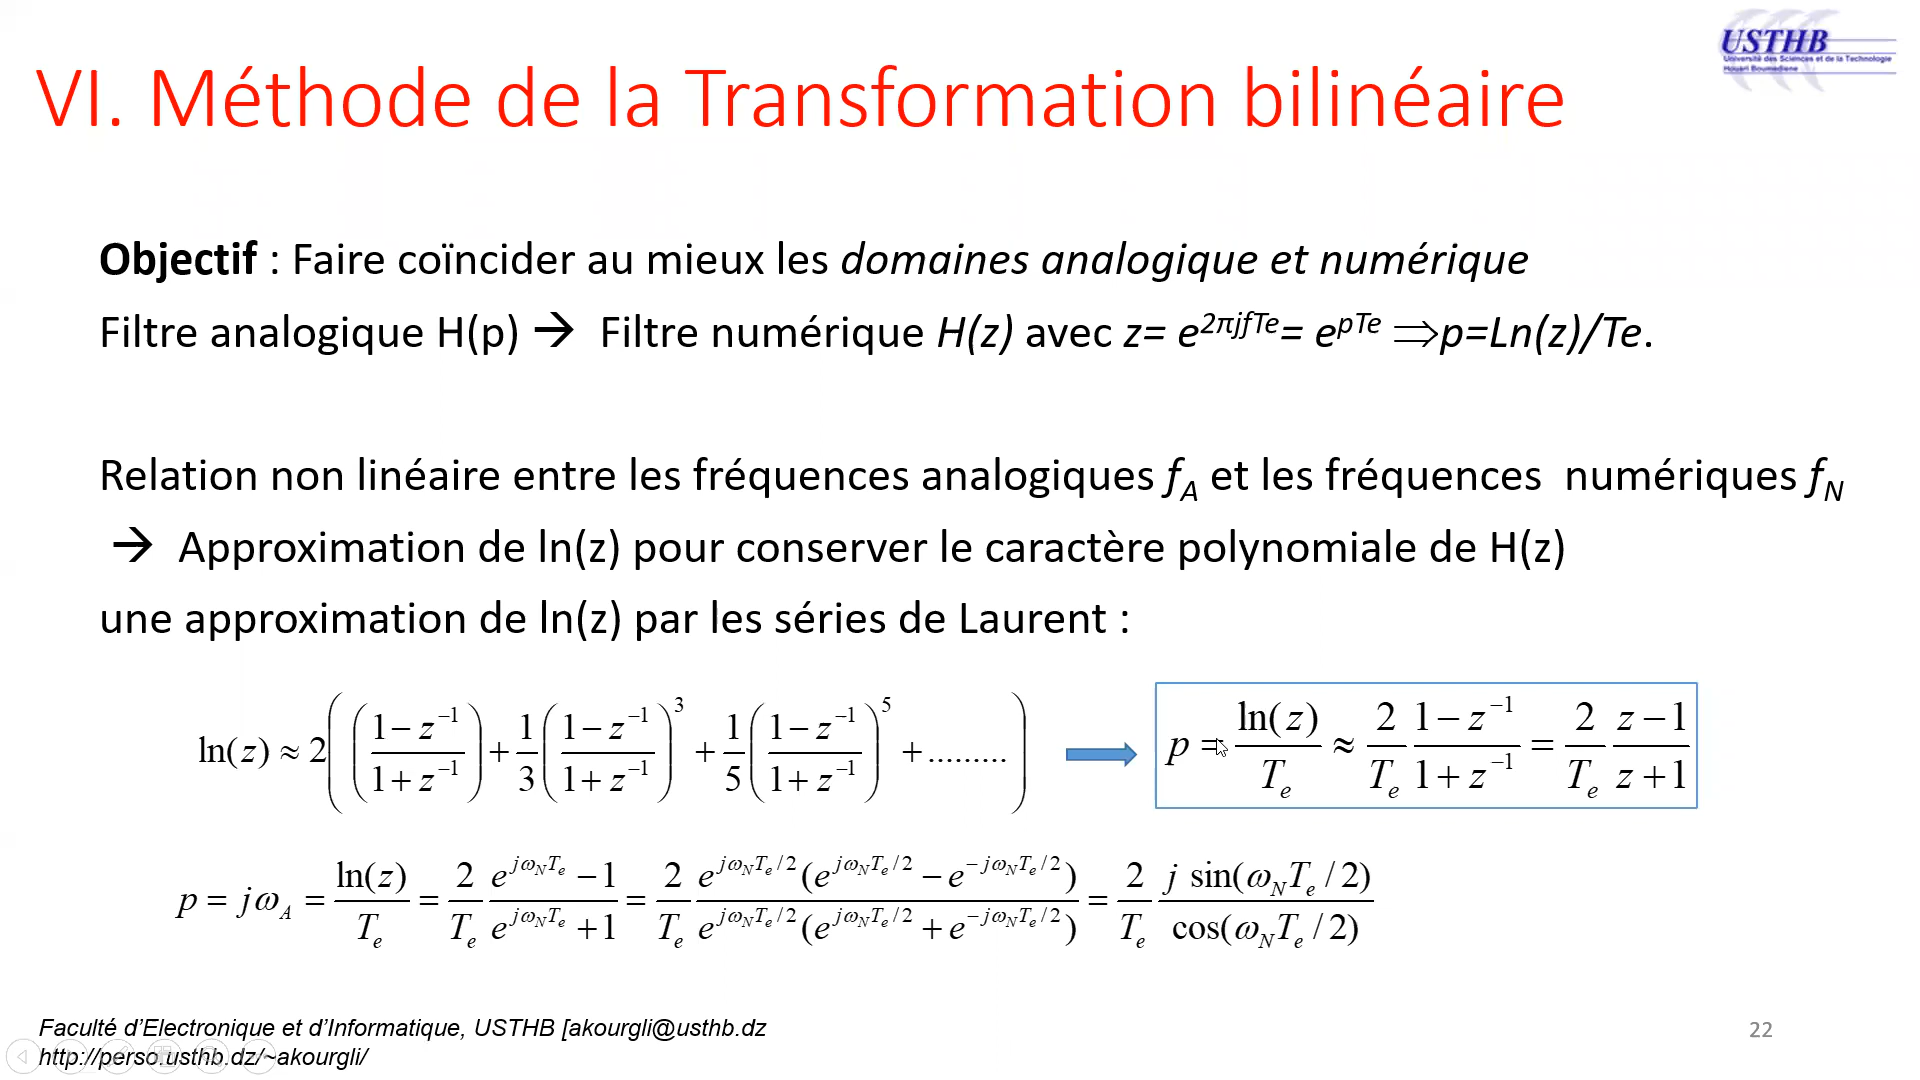 USTHB
Université des Sciences et de la Technologie
Houari Boumediene
VI. Méthode de la Transformation bilinéaire
Objectif : Faire coïncider au mieux les domaines analogique et numérique
Filtre analogique H(p) → Filtre numérique H(z) avec z= e^{2πjfTe}= e^{pTe} ⇒p=Ln(z)/Te.
Relation non linéaire entre les fréquences analogiques f_A et les fréquences numériques f_N
→ Approximation de ln(z) pour conserver le caractère polynomiale de H(z)
une approximation de ln(z) par les séries de Laurent :
ln(z) ≈ 2( ((1 − z^{−1})/(1 + z^{−1})) + (1/3)((1 − z^{−1})/(1 + z^{−1}))^3 + (1/5)((1 − z^{−1})/(1 + z^{−1}))^5 + ......... )
p = ln(z)/T_e ≈ (2/T_e) (1 − z^{−1})/(1 + z^{−1}) = (2/T_e) (z − 1)/(z + 1)
p = jω_A = ln(z)/T_e = (2/T_e) (e^{jω_N T_e} − 1)/(e^{jω_N T_e} + 1) = (2/T_e) (e^{jω_N T_e/2}(e^{jω_N T_e/2} − e^{−jω_N T_e/2}))/(e^{jω_N T_e/2}(e^{jω_N T_e/2} + e^{−jω_N T_e/2})) = (2/T_e) (j sin(ω_N T_e/2))/(cos(ω_N T_e/2))
Faculté d'Electronique et d'Informatique, USTHB [akourgli@usthb.dz
http://perso.usthb.dz/~akourgli/
22